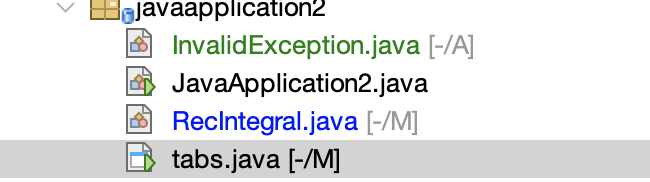 javaapplication2
InvalidException.java [-/A]
JavaApplication2.java
RecIntegral.java [-/M]
tabs.java [-/M]